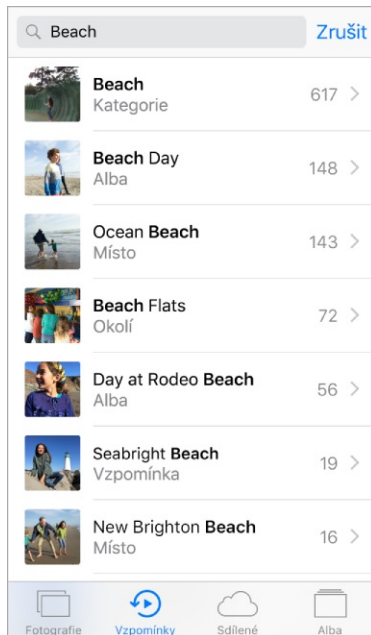 Beach
Zrušit
Beach
Kategorie
617
Beach Day
Alba
148
Ocean Beach
Místo
143
Beach Flats
Okolí
72
Day at Rodeo Beach
Alba
56
Seabright Beach
Vzpomínka
19
New Brighton Beach
Místo
16
Fotografie
Vzpomínky
Sdílené
Alba